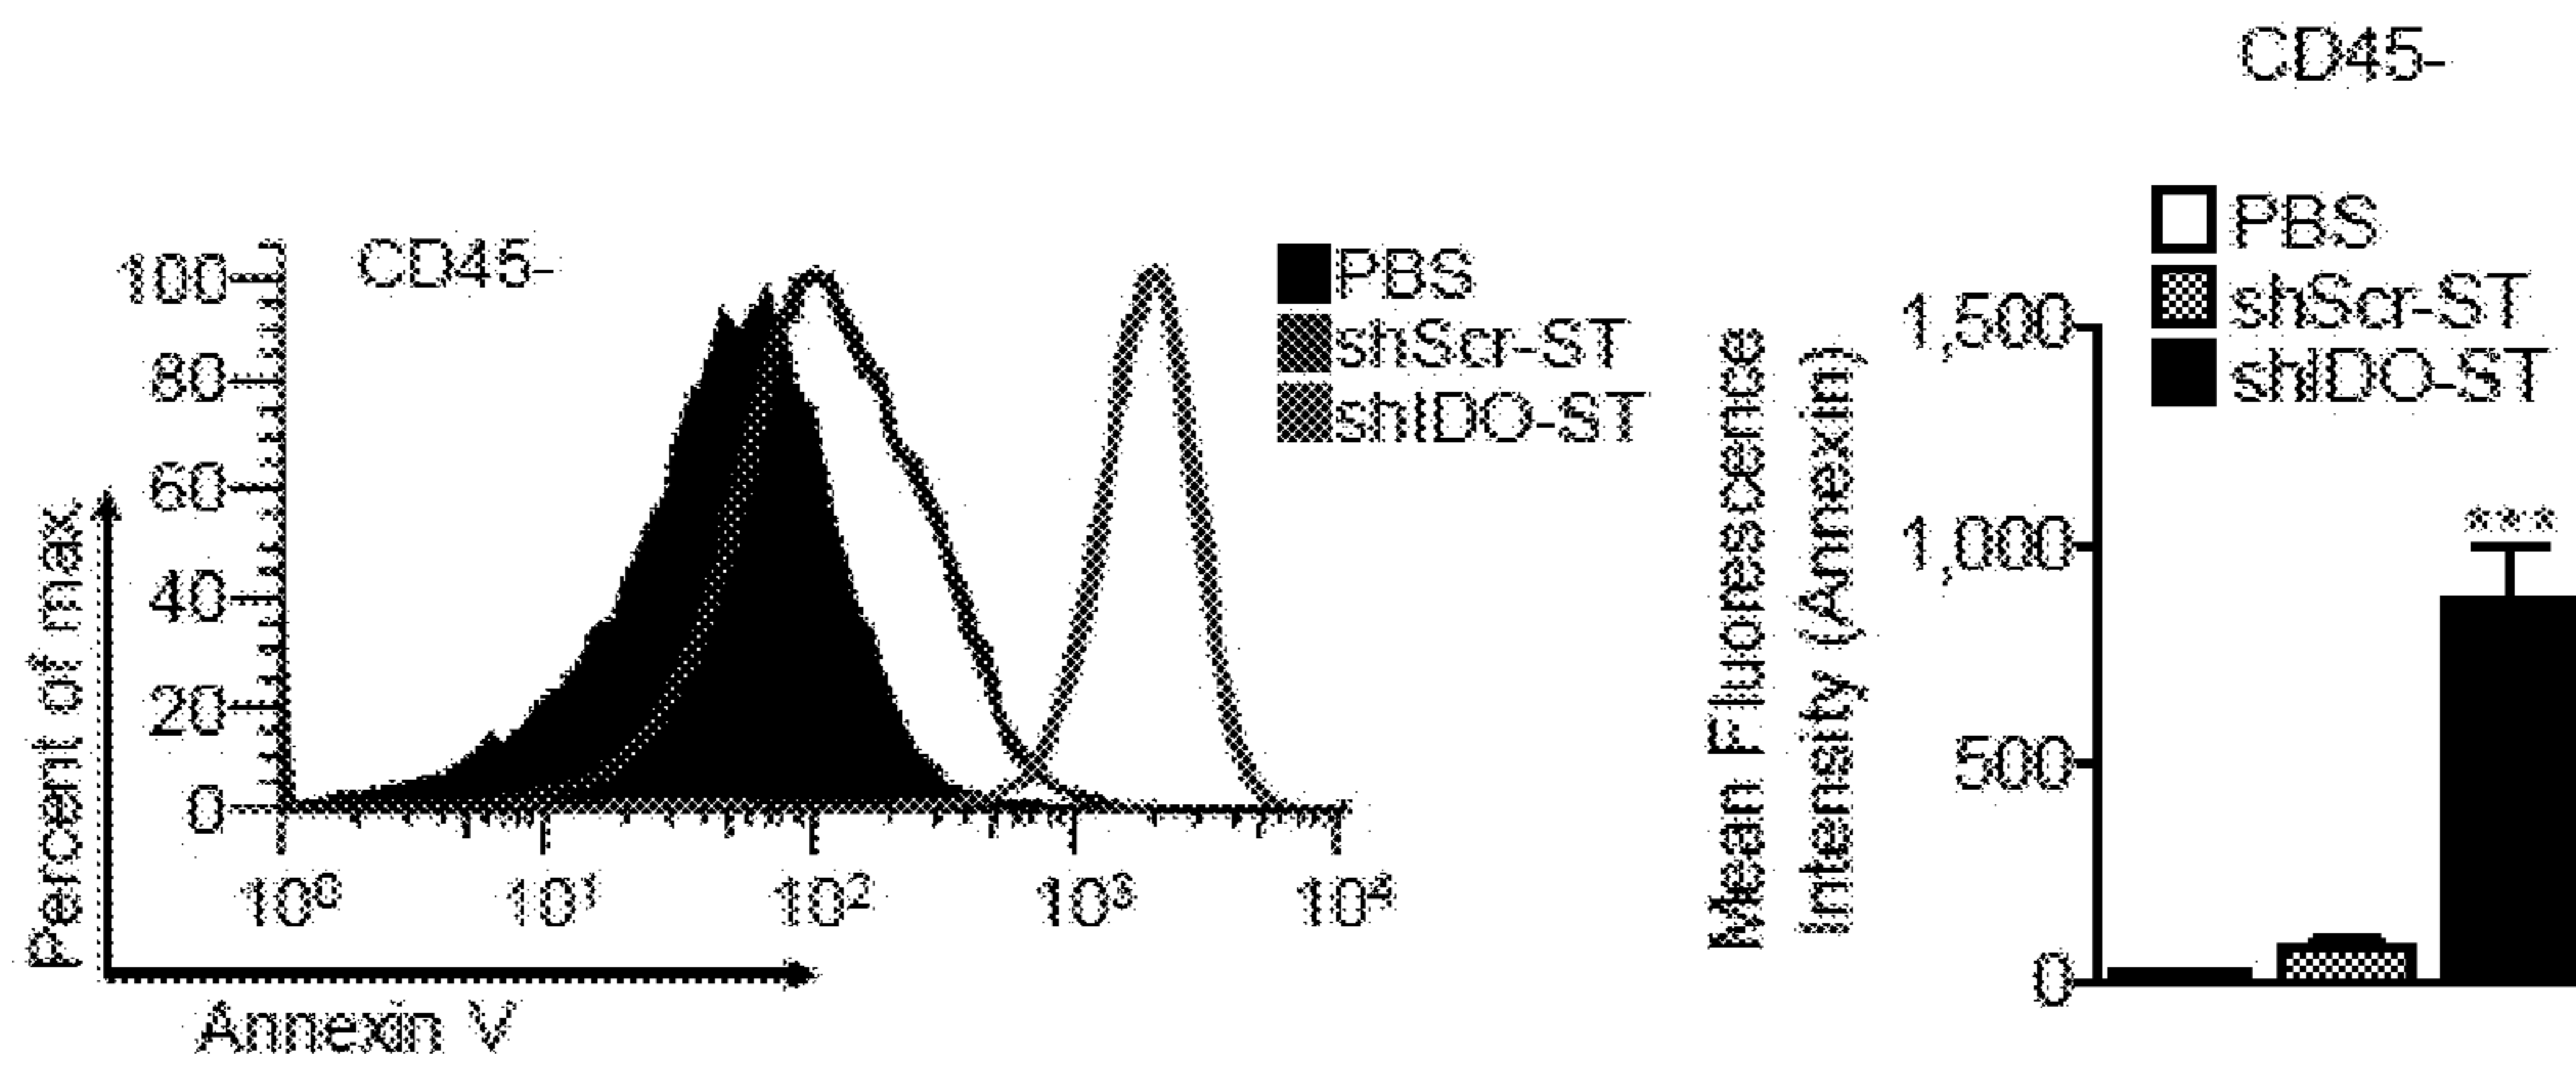 CD45-
100
80
60
40
20
0
Percent of max
10⁰ 10¹ 10² 10³ 10⁴
Annexin V
PBS
shScr-ST
shIDO-ST
CD45-
PBS
shScr-ST
shIDO-ST
Mean Fluorescence
Intensity (Annexin)
1,500
1,000
500
0
***